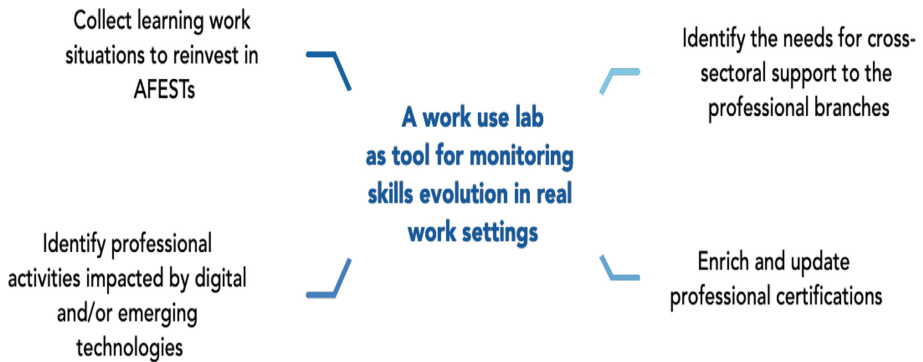 Collect learning work
situations to reinvest in
AFESTs
Identify the needs for cross-
sectoral support to the
professional branches
A work use lab
as tool for monitoring
skills evolution in real
work settings
Identify professional
activities impacted by digital
and/or emerging
technologies
Enrich and update
professional certifications